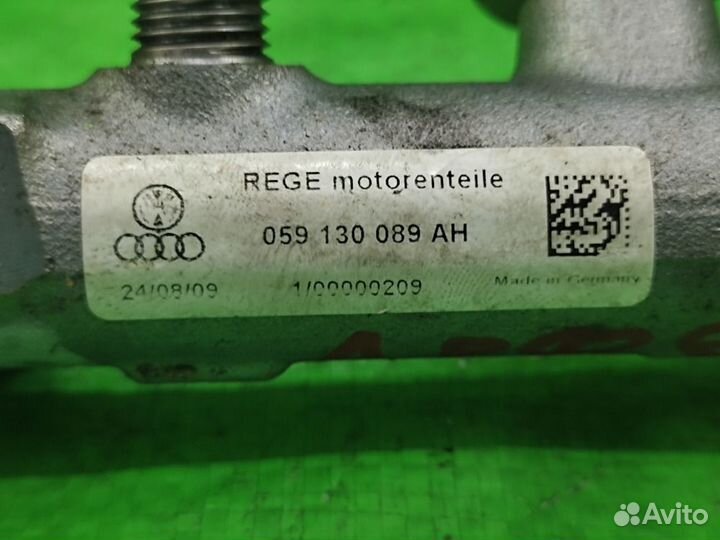 REGE motorenteile
059 130 089 AH
24/08/09
1/00000209
Made in Germany
Avito